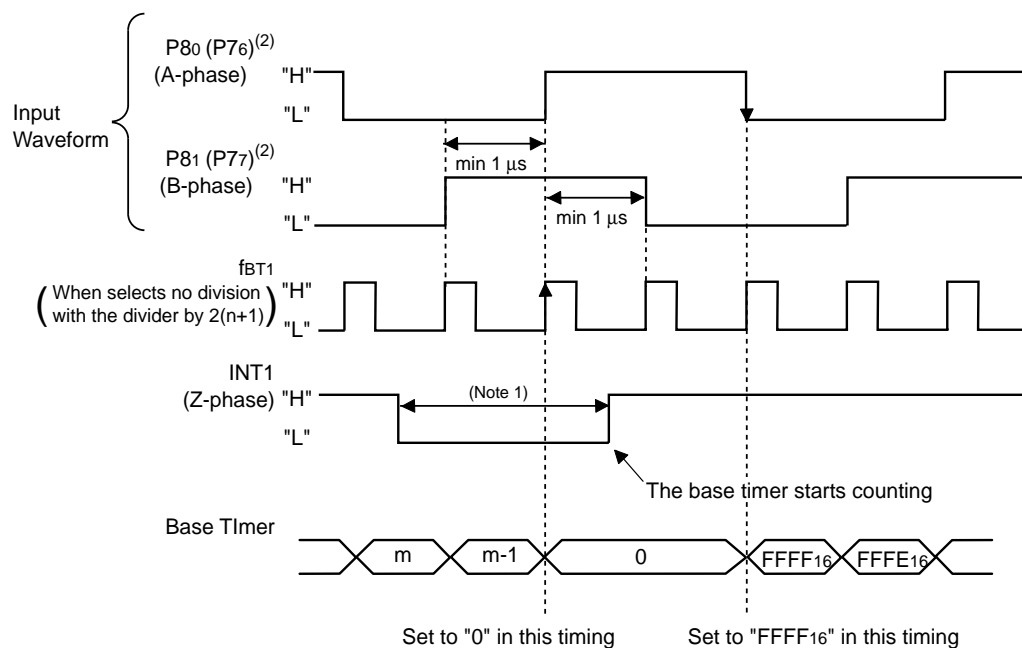 Input
Waveform
P80 (P76)(2)
(A-phase)
"H"
"L"
min 1 µs
P81 (P77)(2)
(B-phase)
"H"
"L"
min 1 µs
fBT1
(When selects no division
with the divider by 2(n+1))
"H"
"L"
INT1
(Z-phase)
"H"
"L"
(Note 1)
The base timer starts counting
Base TImer
m
m-1
0
FFFF16
FFFE16
Set to "0" in this timing
Set to "FFFF16" in this timing